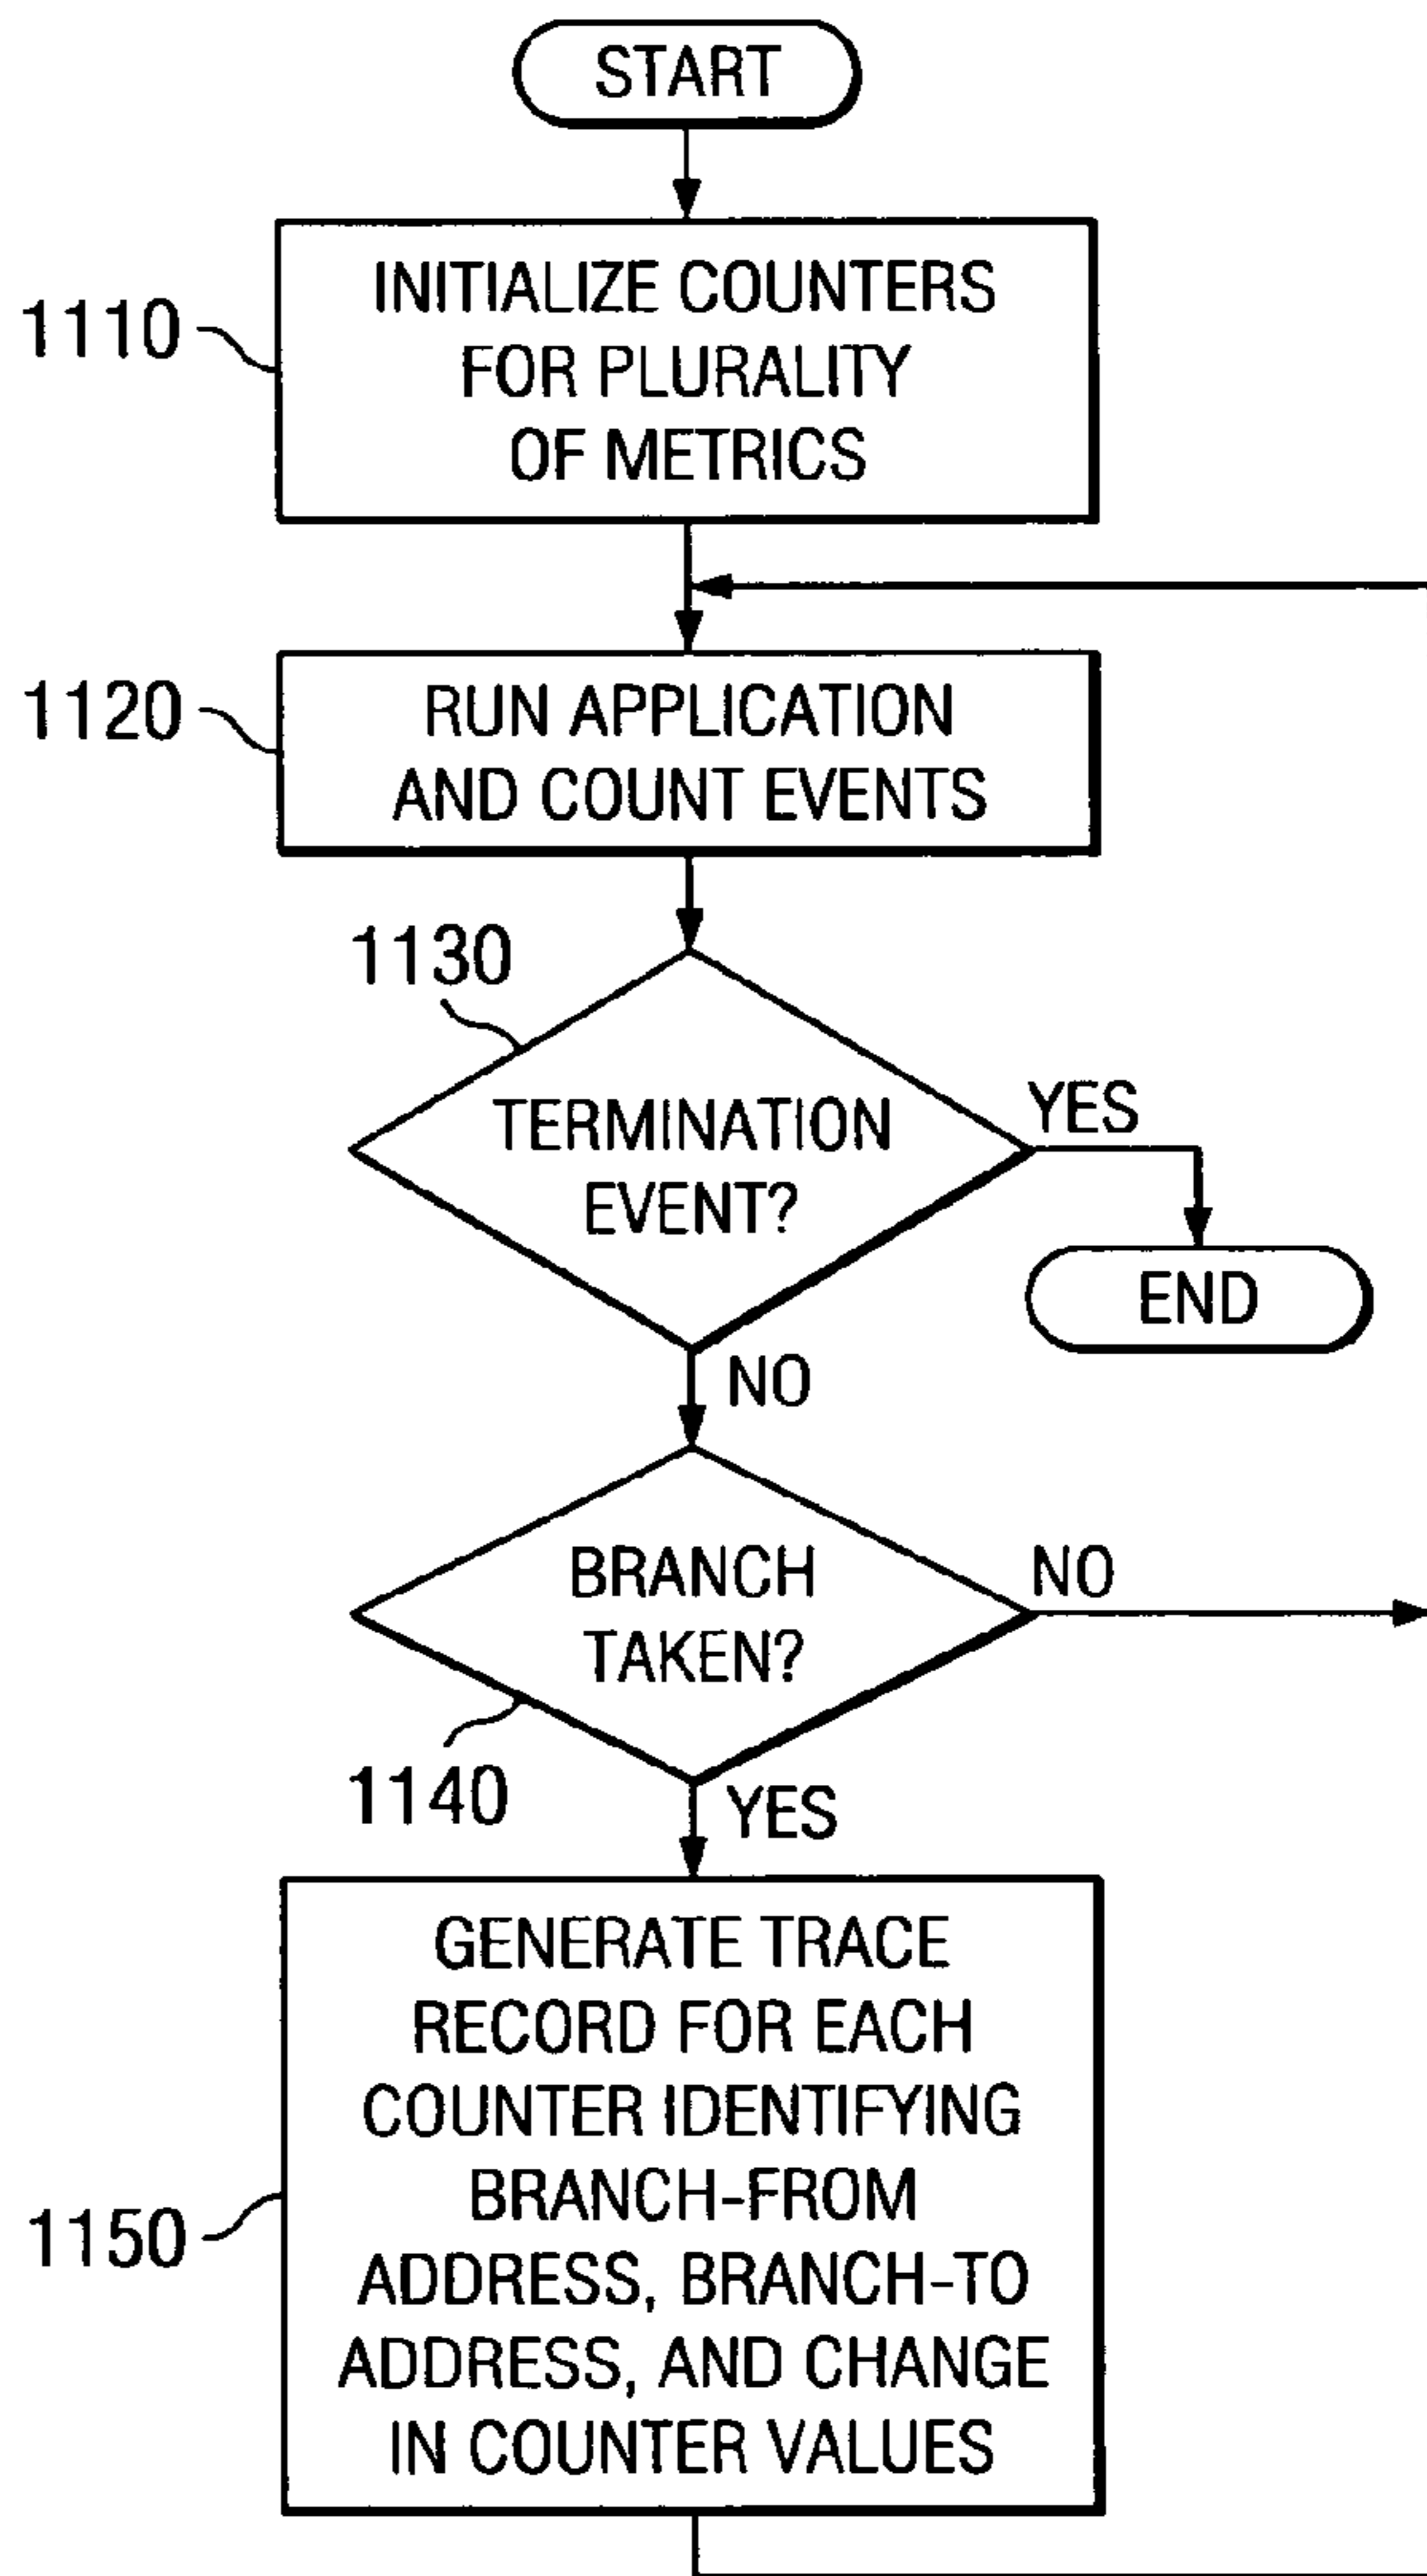 START
1110
INITIALIZE COUNTERS
FOR PLURALITY
OF METRICS
1120
RUN APPLICATION
AND COUNT EVENTS
1130
TERMINATION
EVENT?
YES
END
NO
BRANCH
TAKEN?
NO
1140
YES
1150
GENERATE TRACE
RECORD FOR EACH
COUNTER IDENTIFYING
BRANCH-FROM
ADDRESS, BRANCH-TO
ADDRESS, AND CHANGE
IN COUNTER VALUES